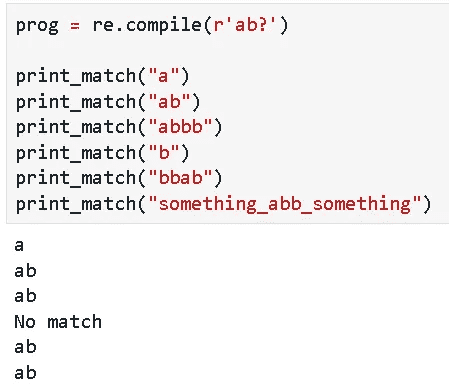 prog = re.compile(r'ab?')
print_match("a")
print_match("ab")
print_match("abbb")
print_match("b")
print_match("bbab")
print_match("something_abb_something")
a
ab
ab
No match
ab
ab